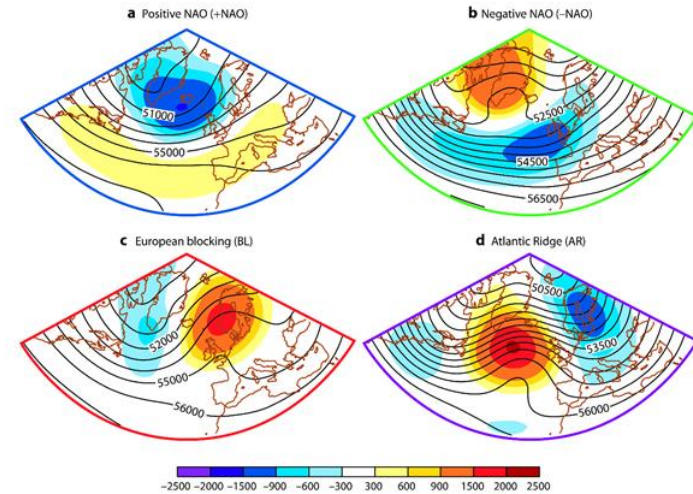 a Positive NAO (+NAO)
b Negative NAO (–NAO)
51000
55000
52500
54500
56500
c European blocking (BL)
d Atlantic Ridge (AR)
52000
55000
56000
50500
53500
56000
–2500 –2000 –1500 –900 –600 –300 300 600 900 1500 2000 2500